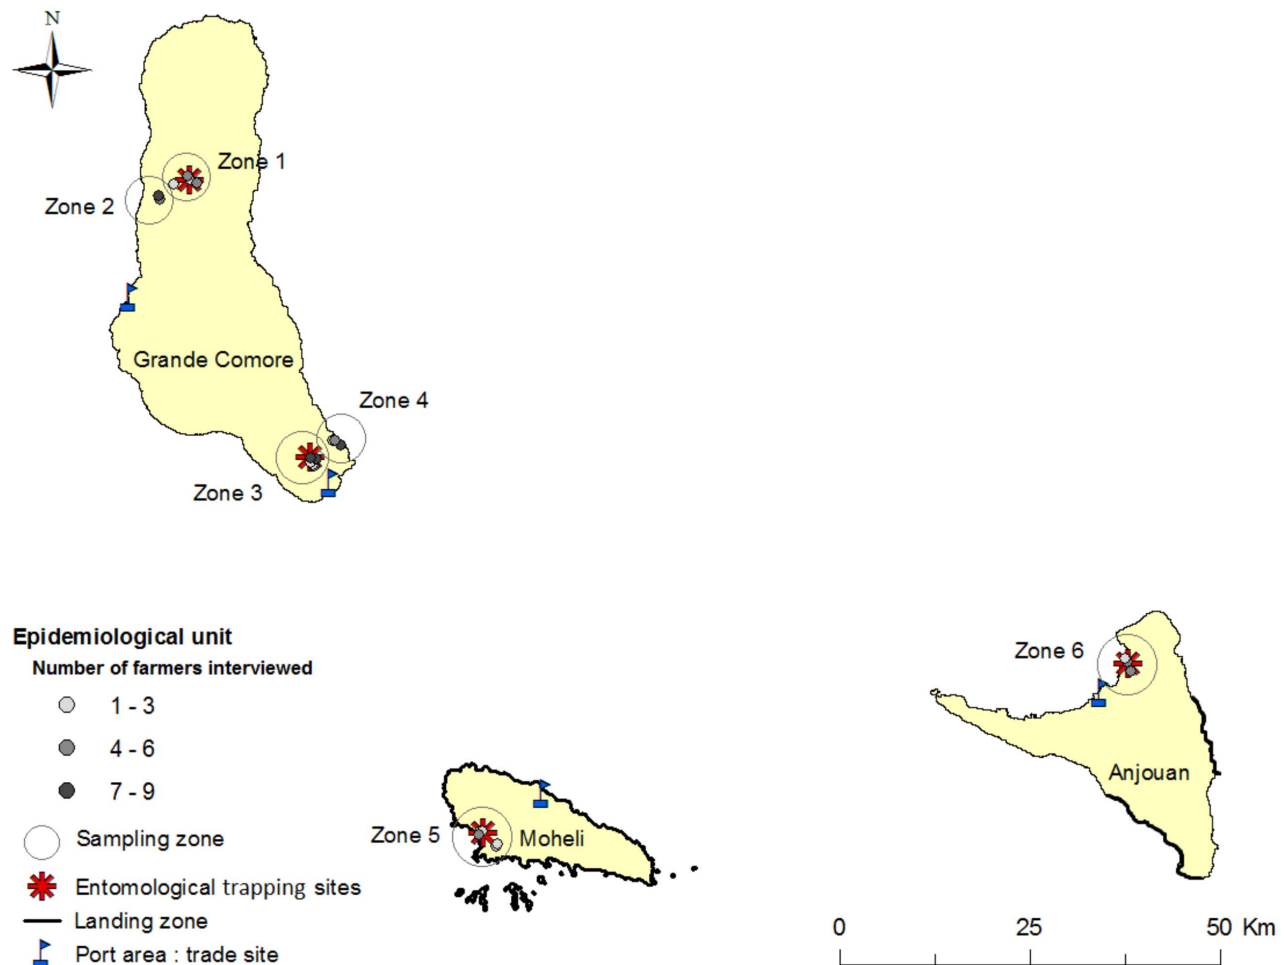 N
Zone 1
Zone 2
Grande Comore
Zone 4
Zone 3
Epidemiological unit
Number of farmers interviewed
1 - 3
4 - 6
7 - 9
Sampling zone
Entomological trapping sites
Landing zone
Port area : trade site
Zone 5
Moheli
Zone 6
Anjouan
0 25 50 Km